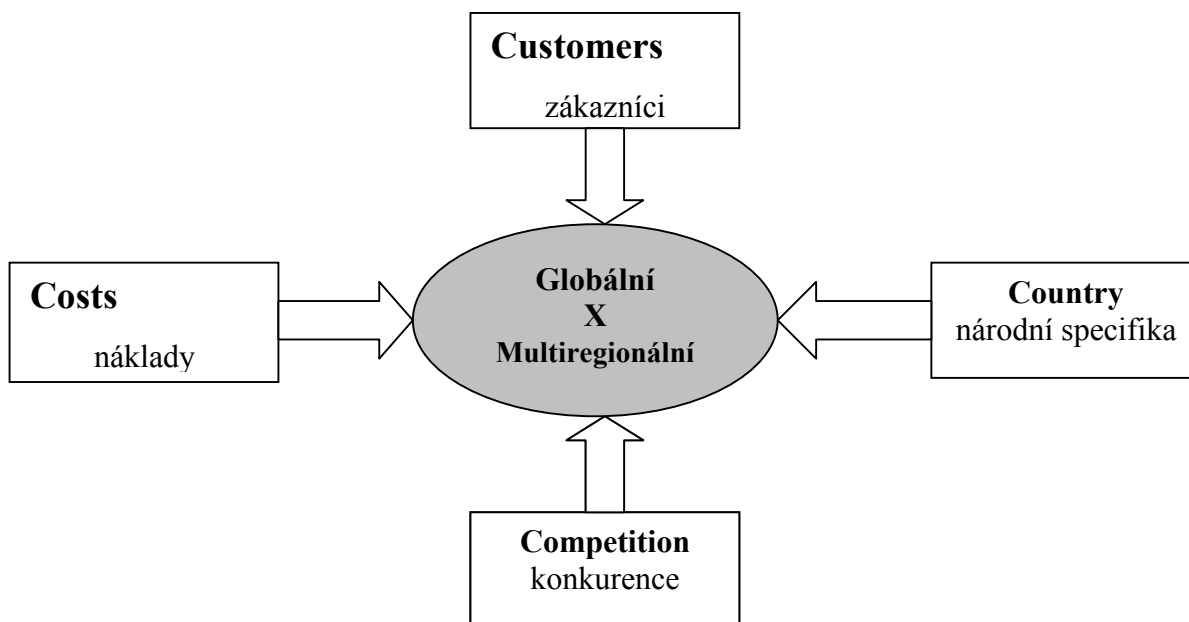 Customers
zákazníci
Costs
náklady
Globální
X
Multiregionální
Country
národní specifika
Competition
konkurence